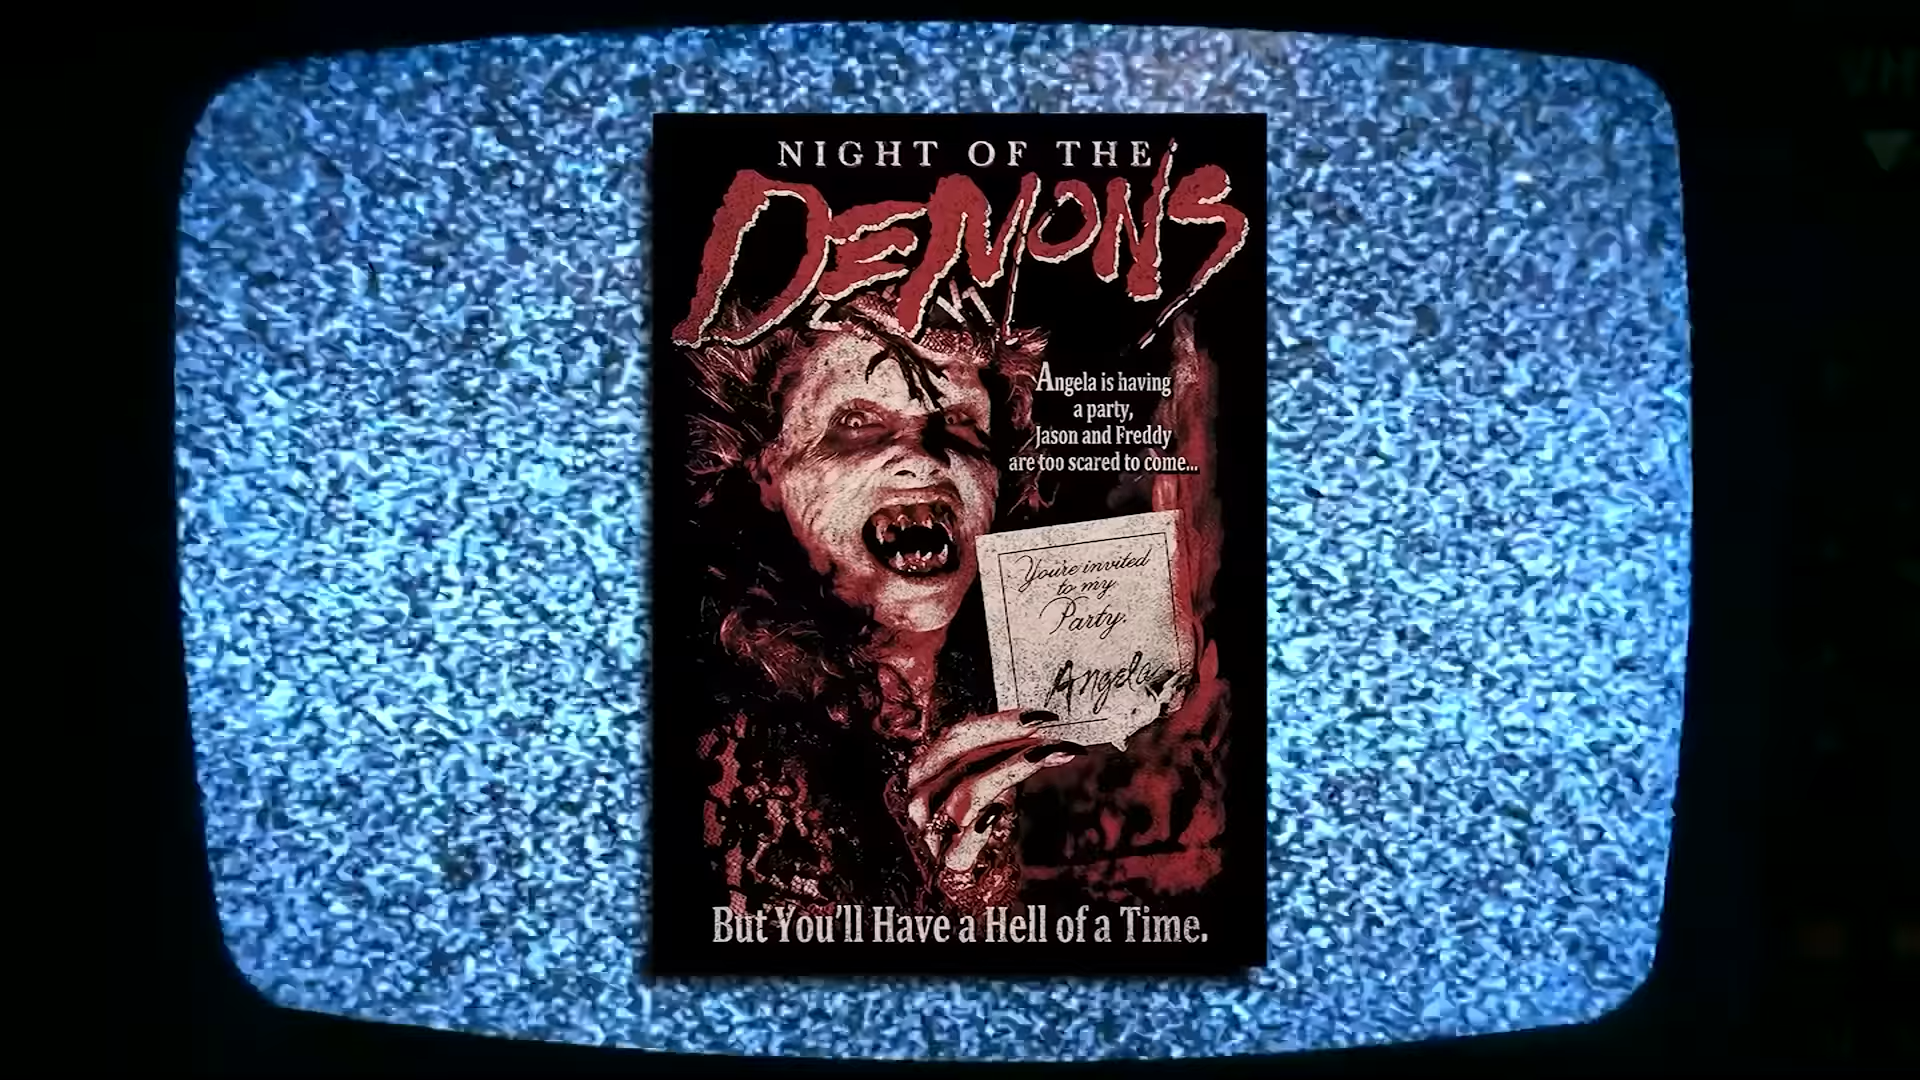 NIGHT OF THE
DEMONS
Angela is having
a party,
Jason and Freddy
are too scared to come...
You're invited
to my
Party.
Angela
But You'll Have a Hell of a Time.